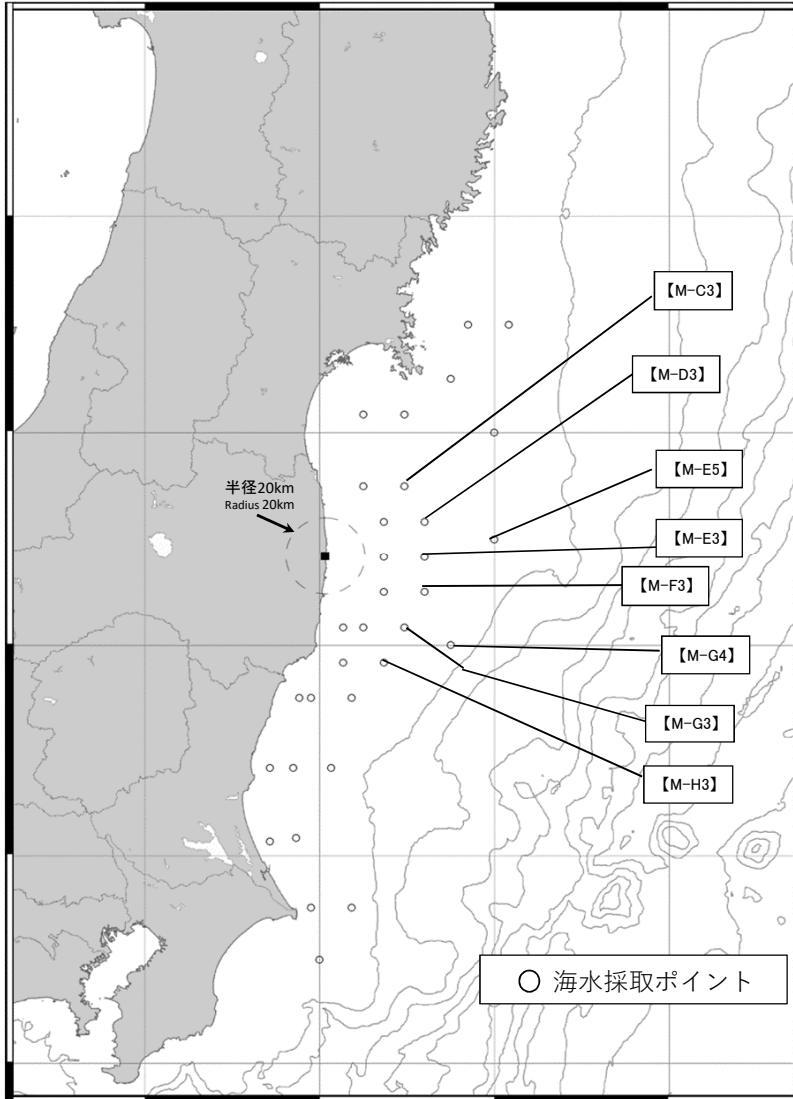 【M-C3】
【M-D3】
【M-E5】
半径20km
Radius 20km
【M-E3】
【M-F3】
【M-G4】
【M-G3】
【M-H3】
○ 海水採取ポイント